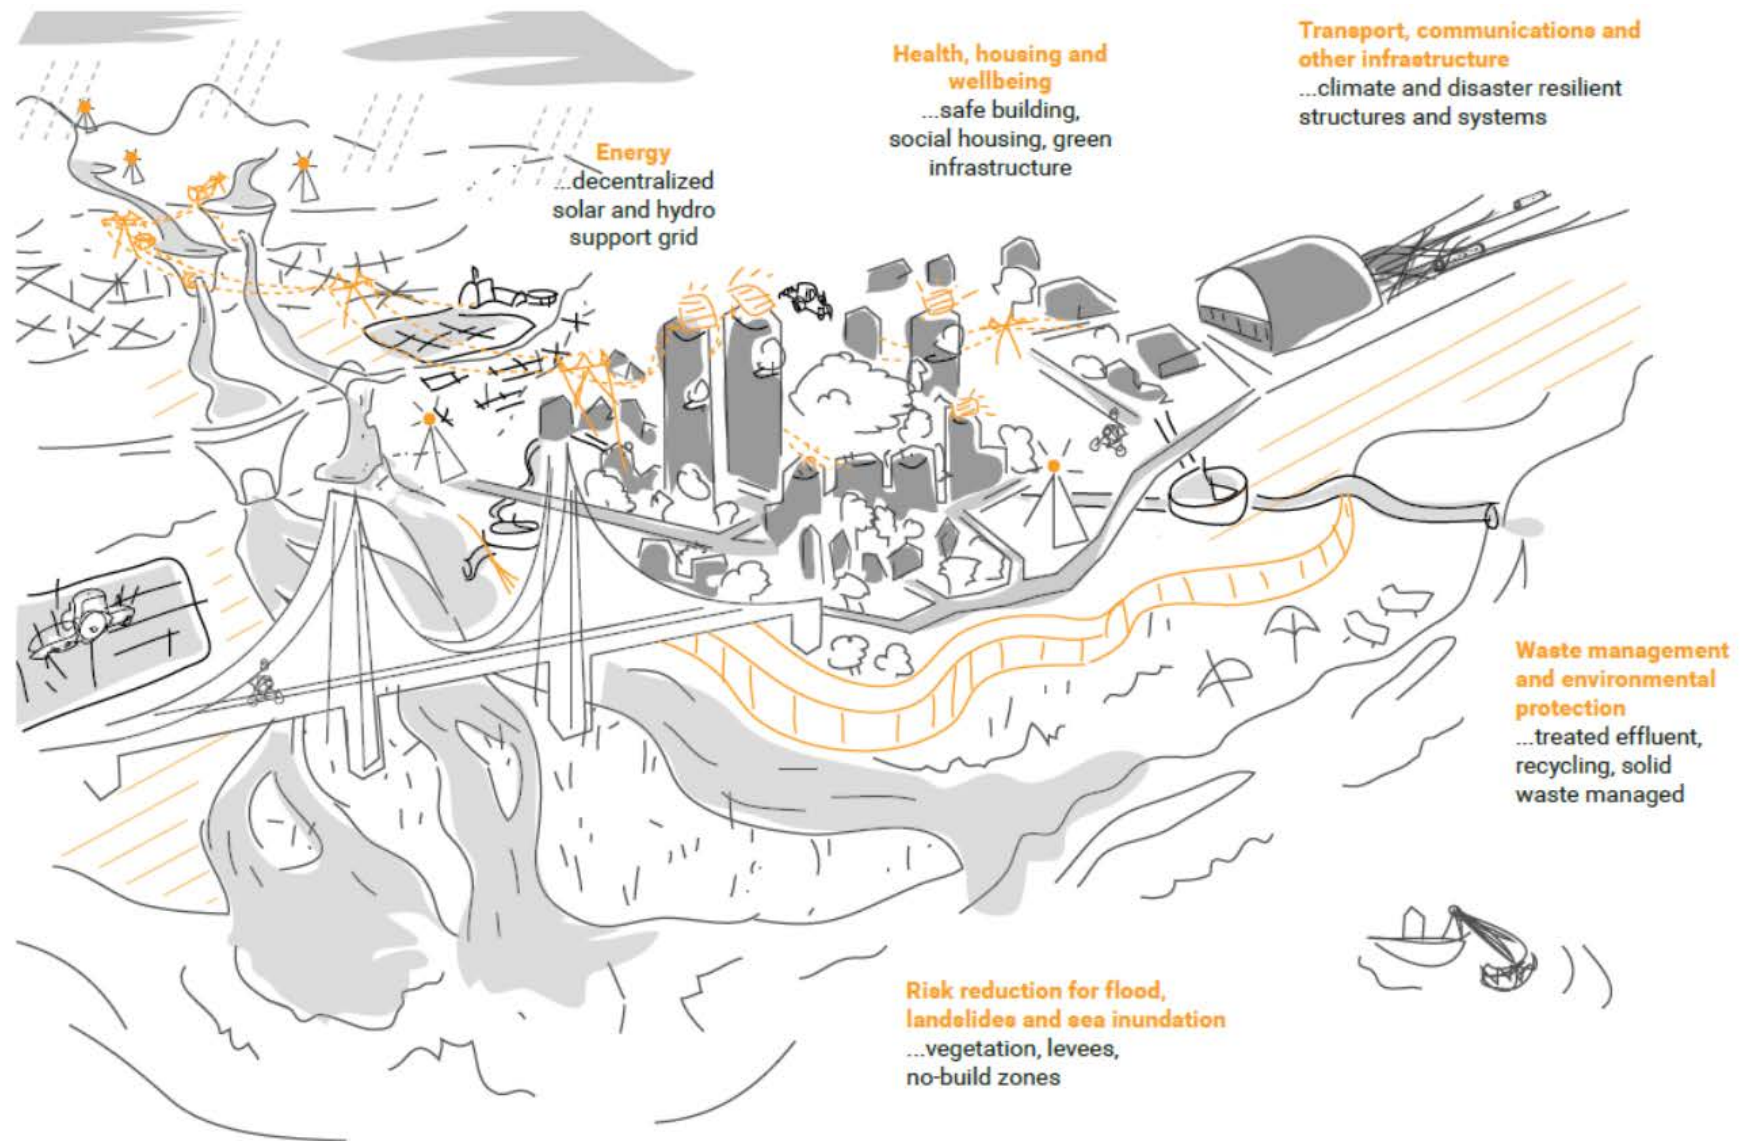 Transport, communications and
other infrastructure
...climate and disaster resilient
structures and systems
Health, housing and
wellbeing
...safe building,
social housing, green
infrastructure
Energy
...decentralized
solar and hydro
support grid
Waste management
and environmental
protection
...treated effluent,
recycling, solid
waste managed
Risk reduction for flood,
landslides and sea inundation
...vegetation, levees,
no-build zones